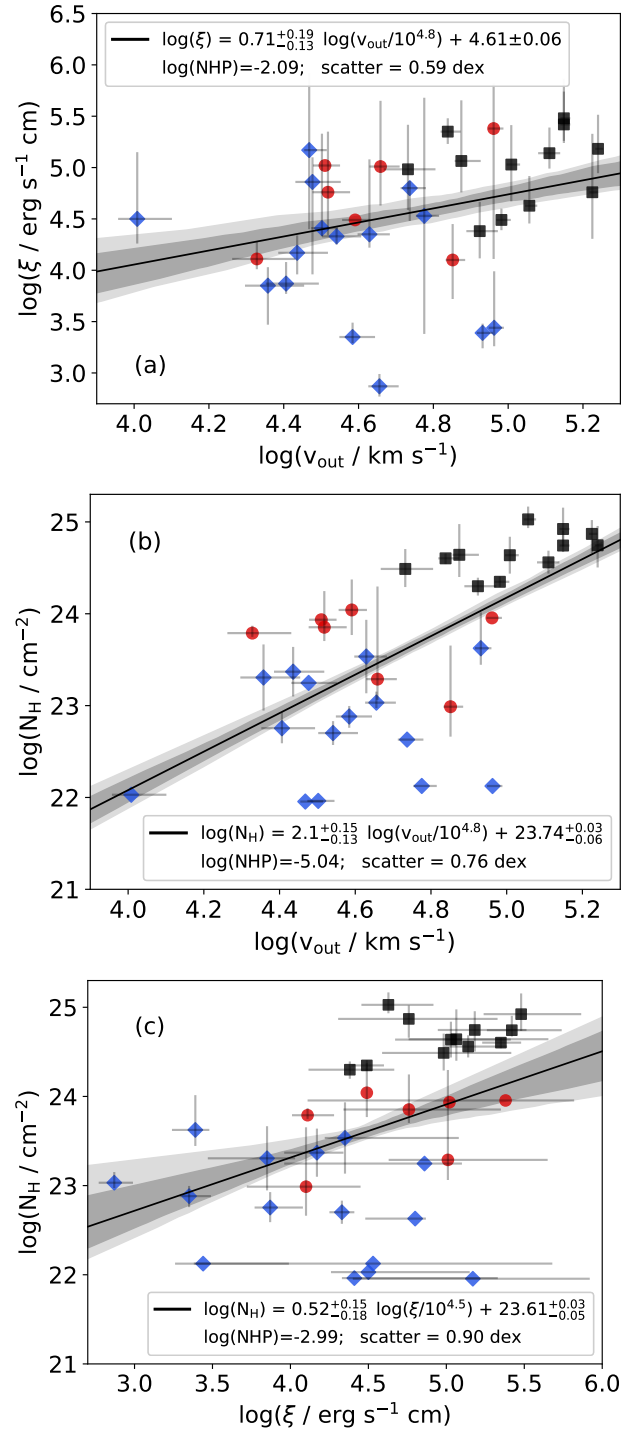 log(ξ) = 0.71 +0.19 −0.13 log(v_out/10^4.8) + 4.61±0.06
log(NHP)=-2.09; scatter = 0.59 dex
6.5
6.0
5.5
5.0
4.5
4.0
3.5
3.0
log(ξ / erg s⁻¹ cm)
(a)
4.0 4.2 4.4 4.6 4.8 5.0 5.2
log(v_out / km s⁻¹)
(b)
25
24
23
22
21
log(N_H / cm⁻²)
log(N_H) = 2.1 +0.15 −0.13 log(v_out/10^4.8) + 23.74 +0.03 −0.06
log(NHP)=-5.04; scatter = 0.76 dex
4.0 4.2 4.4 4.6 4.8 5.0 5.2
log(v_out / km s⁻¹)
(c)
25
24
23
22
21
log(N_H / cm⁻²)
log(N_H) = 0.52 +0.15 −0.18 log(ξ/10^4.5) + 23.61 +0.03 −0.05
log(NHP)=-2.99; scatter = 0.90 dex
3.0 3.5 4.0 4.5 5.0 5.5 6.0
log(ξ / erg s⁻¹ cm)